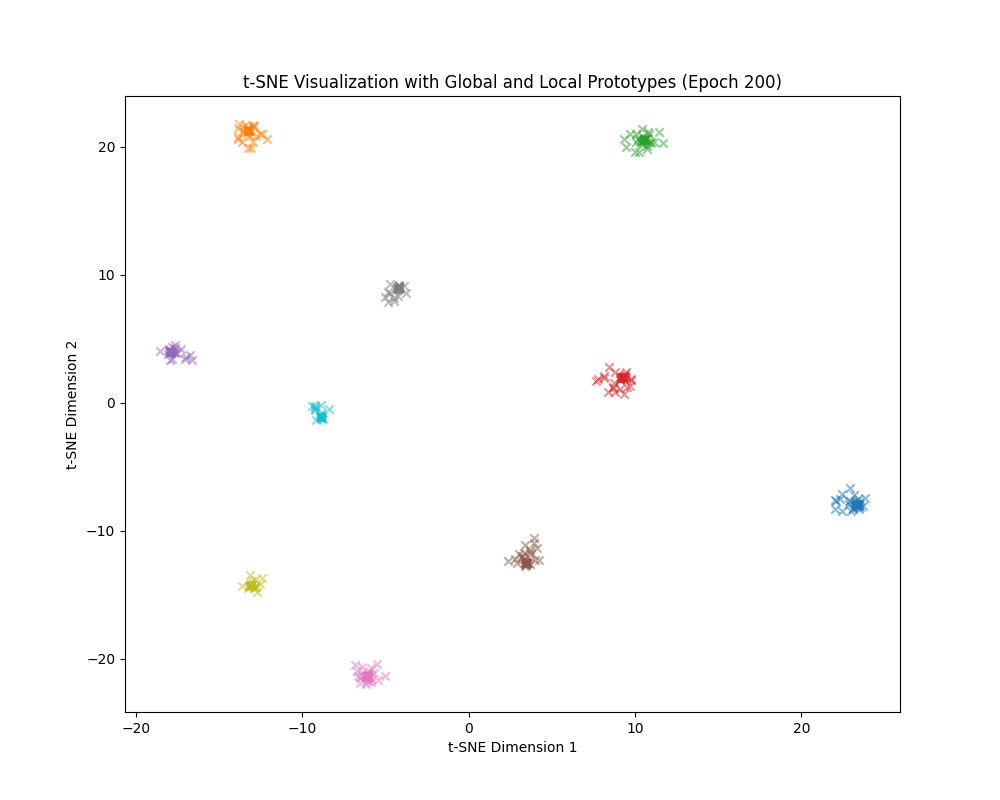 t-SNE Visualization with Global and Local Prototypes (Epoch 200)
t-SNE Dimension 2
20
10
0
−10
−20
−20 −10 0 10 20
t-SNE Dimension 1